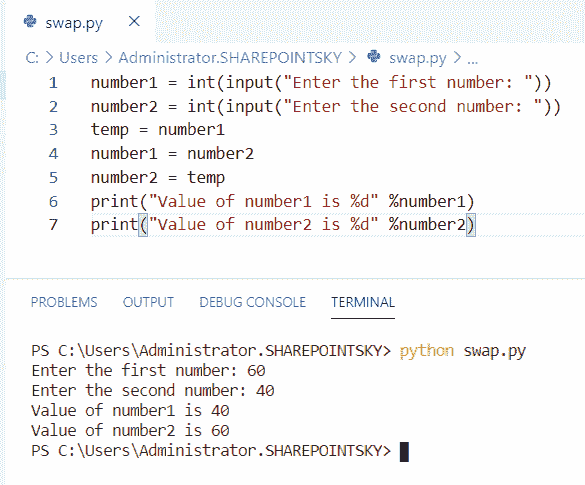 swap.py ×
C: > Users > Administrator.SHAREPOINTSKY > swap.py > ...
1 number1 = int(input("Enter the first number: "))
2 number2 = int(input("Enter the second number: "))
3 temp = number1
4 number1 = number2
5 number2 = temp
6 print("Value of number1 is %d" %number1)
7 print("Value of number2 is %d" %number2)
PROBLEMS OUTPUT DEBUG CONSOLE TERMINAL
PS C:\Users\Administrator.SHAREPOINTSKY> python swap.py
Enter the first number: 60
Enter the second number: 40
Value of number1 is 40
Value of number2 is 60
PS C:\Users\Administrator.SHAREPOINTSKY>